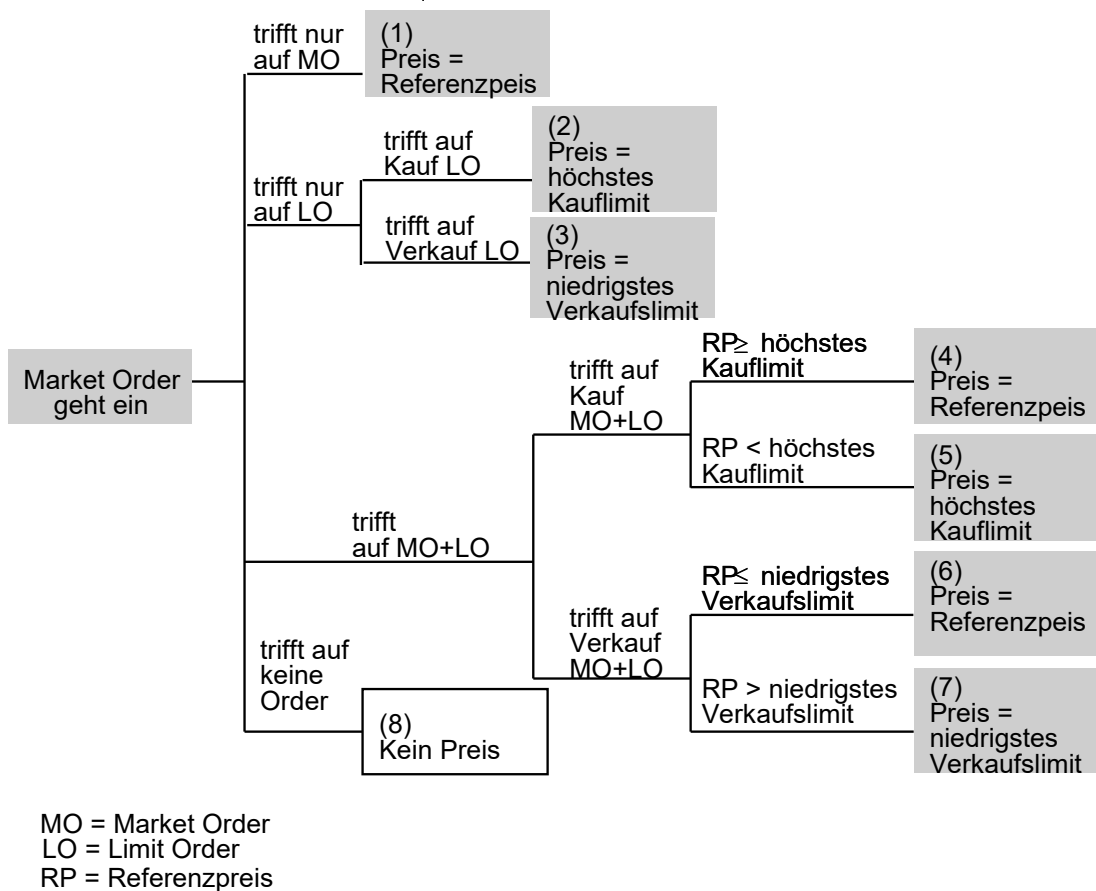 trifft nur
auf MO
(1)
Preis =
Referenzpeis
trifft nur
auf LO
trifft auf
Kauf LO
(2)
Preis =
höchstes
Kauflimit
trifft auf
Verkauf LO
(3)
Preis =
niedrigstes
Verkaufslimit
Market Order
geht ein
trifft
auf MO+LO
trifft auf
Kauf
MO+LO
RP≥ höchstes
Kauflimit
(4)
Preis =
Referenzpeis
RP < höchstes
Kauflimit
(5)
Preis =
höchstes
Kauflimit
trifft auf
Verkauf
MO+LO
RP≤ niedrigstes
Verkaufslimit
(6)
Preis =
Referenzpeis
RP > niedrigstes
Verkaufslimit
(7)
Preis =
niedrigstes
Verkaufslimit
trifft auf
keine
Order
(8)
Kein Preis
MO = Market Order
LO = Limit Order
RP = Referenzpreis